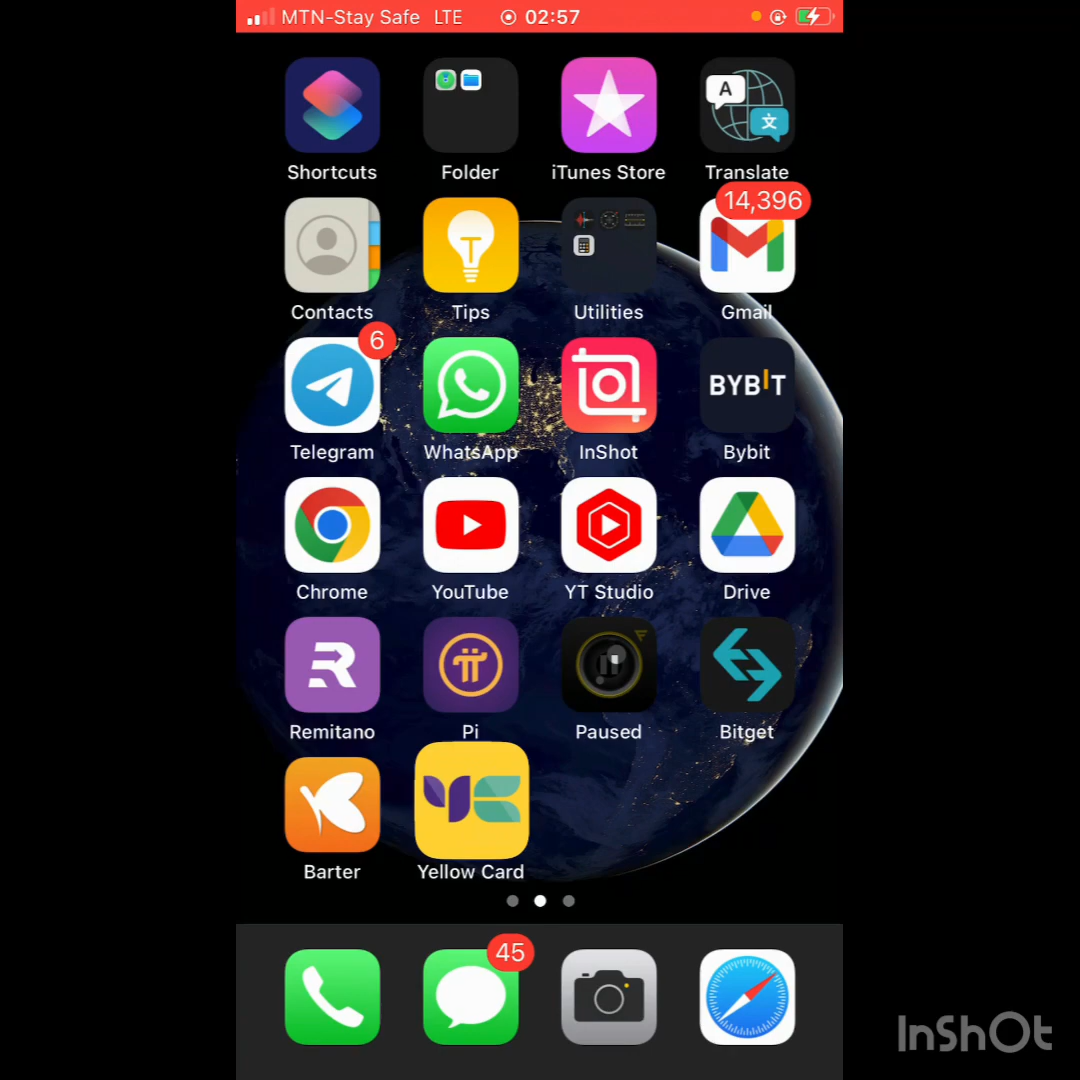 MTN-Stay Safe LTE 02:57
Shortcuts Folder iTunes Store Translate
A 文
14,396
Contacts Tips Utilities Gmail
6
BYBIT
Telegram WhatsApp InShot Bybit
Chrome YouTube YT Studio Drive
Remitano Pi Paused Bitget
YC
Barter Yellow Card
45
InShOt